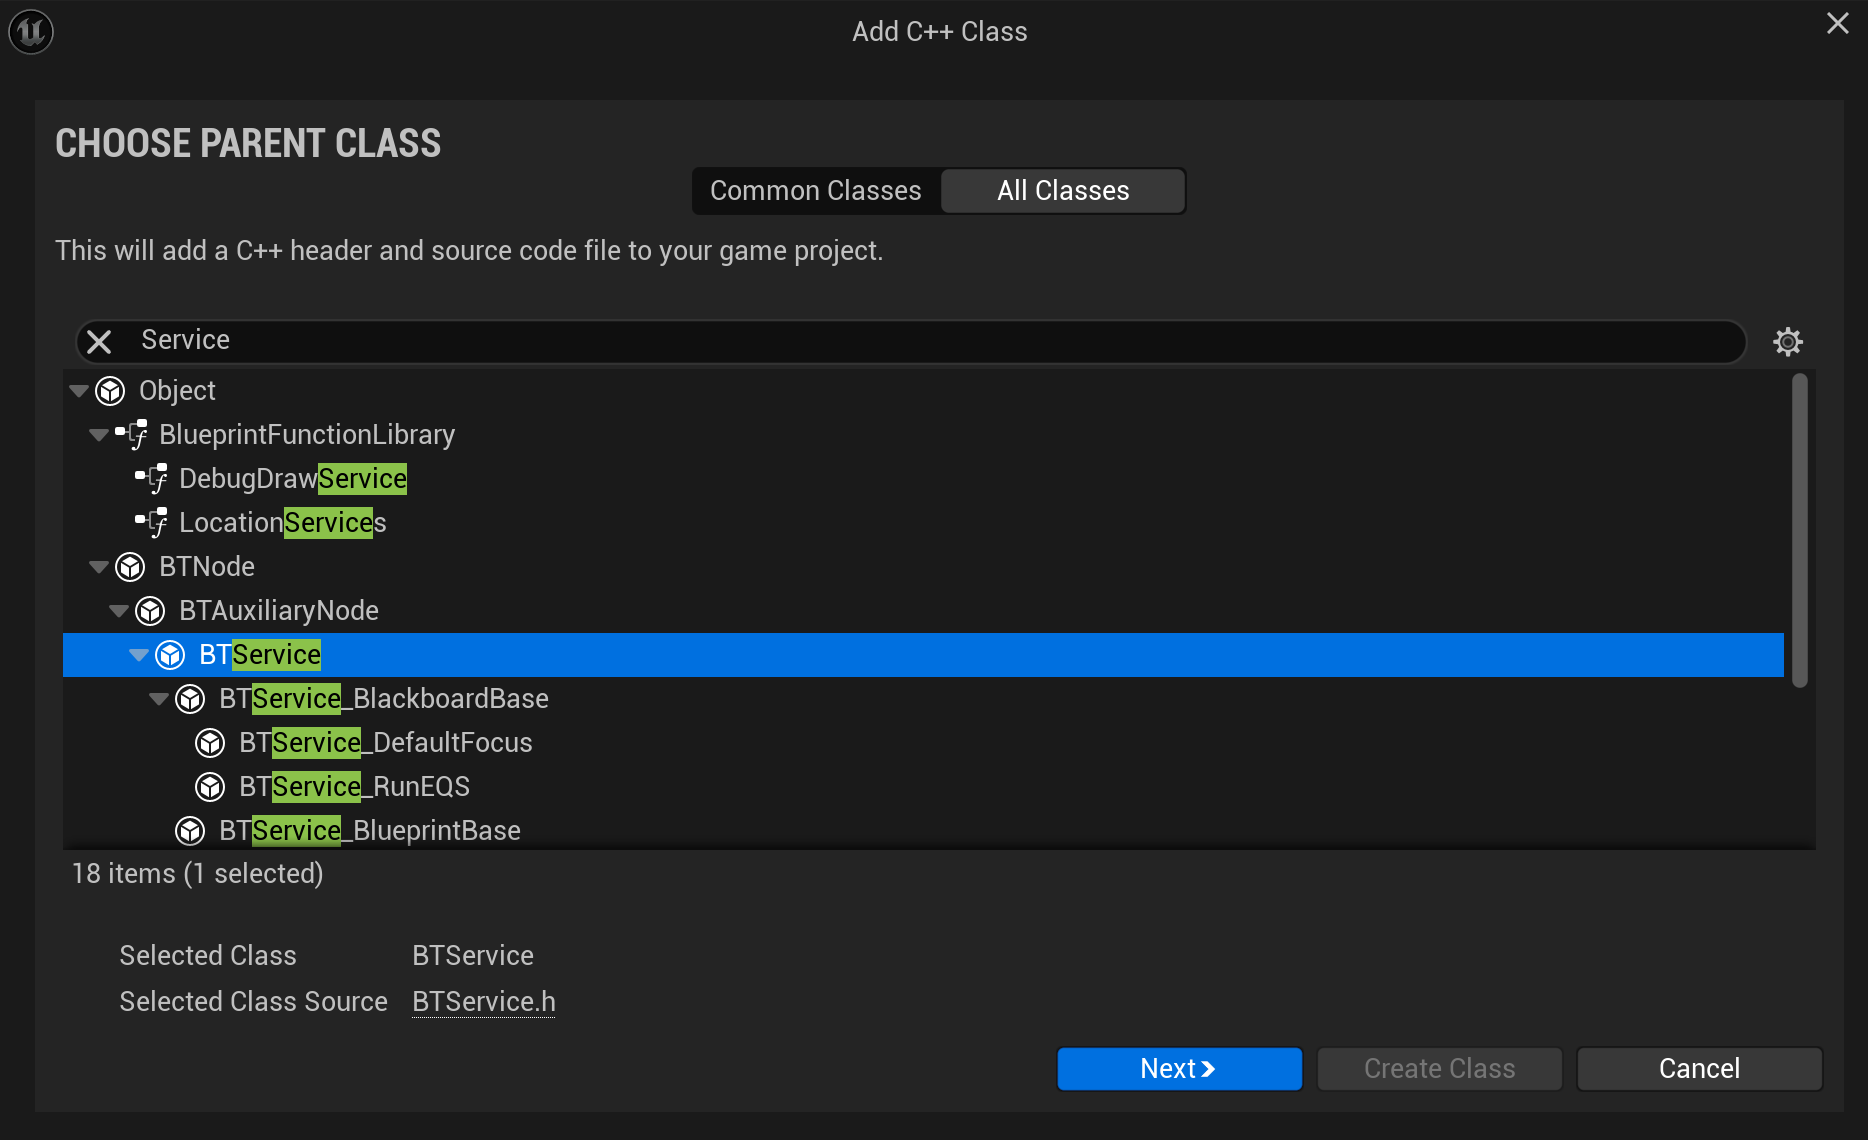 Add C++ Class
CHOOSE PARENT CLASS
Common Classes All Classes
This will add a C++ header and source code file to your game project.
Service
Object
BlueprintFunctionLibrary
DebugDrawService
LocationServices
BTNode
BTAuxiliaryNode
BTService
BTService_BlackboardBase
BTService_DefaultFocus
BTService_RunEQS
BTService_BlueprintBase
18 items (1 selected)
Selected Class BTService
Selected Class Source BTService.h
Next Create Class Cancel